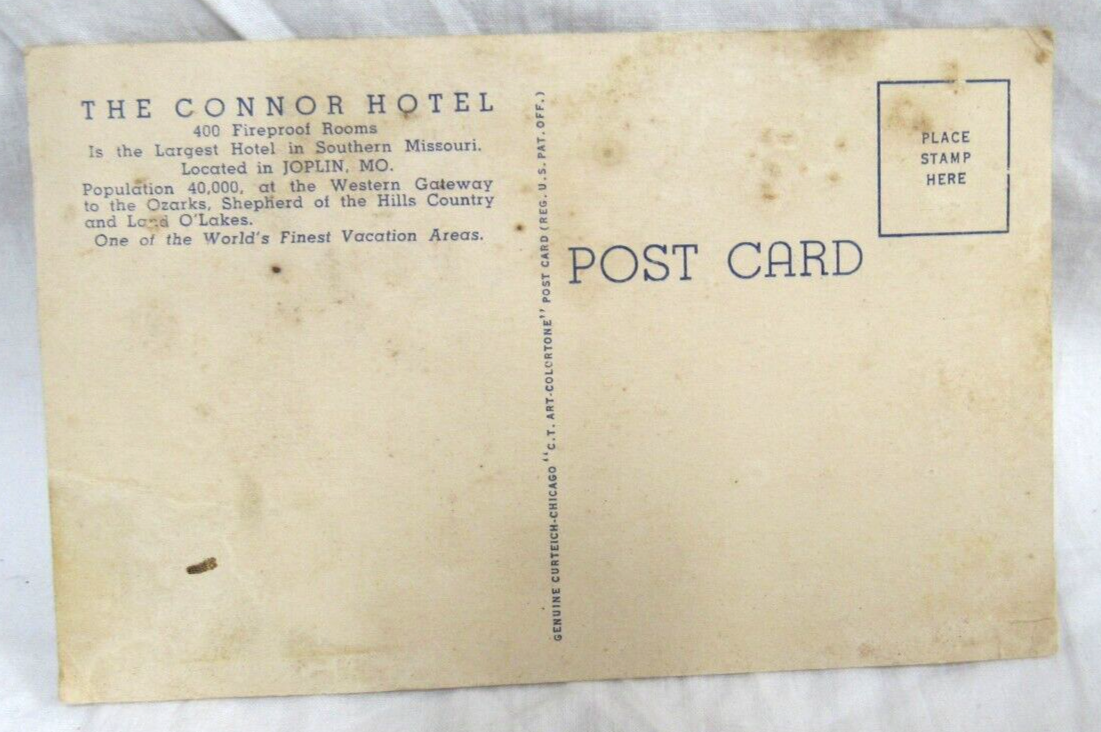 THE CONNOR HOTEL
400 Fireproof Rooms
Is the Largest Hotel in Southern Missouri.
Located in JOPLIN, MO.
Population 40,000, at the Western Gateway
to the Ozarks, Shepherd of the Hills Country
and Land O'Lakes.
One of the World's Finest Vacation Areas.
GENUINE CURTEICH-CHICAGO "C.T. ART-COLORTONE" POST CARD (REG. U.S. PAT. OFF.)
POST CARD
PLACE
STAMP
HERE